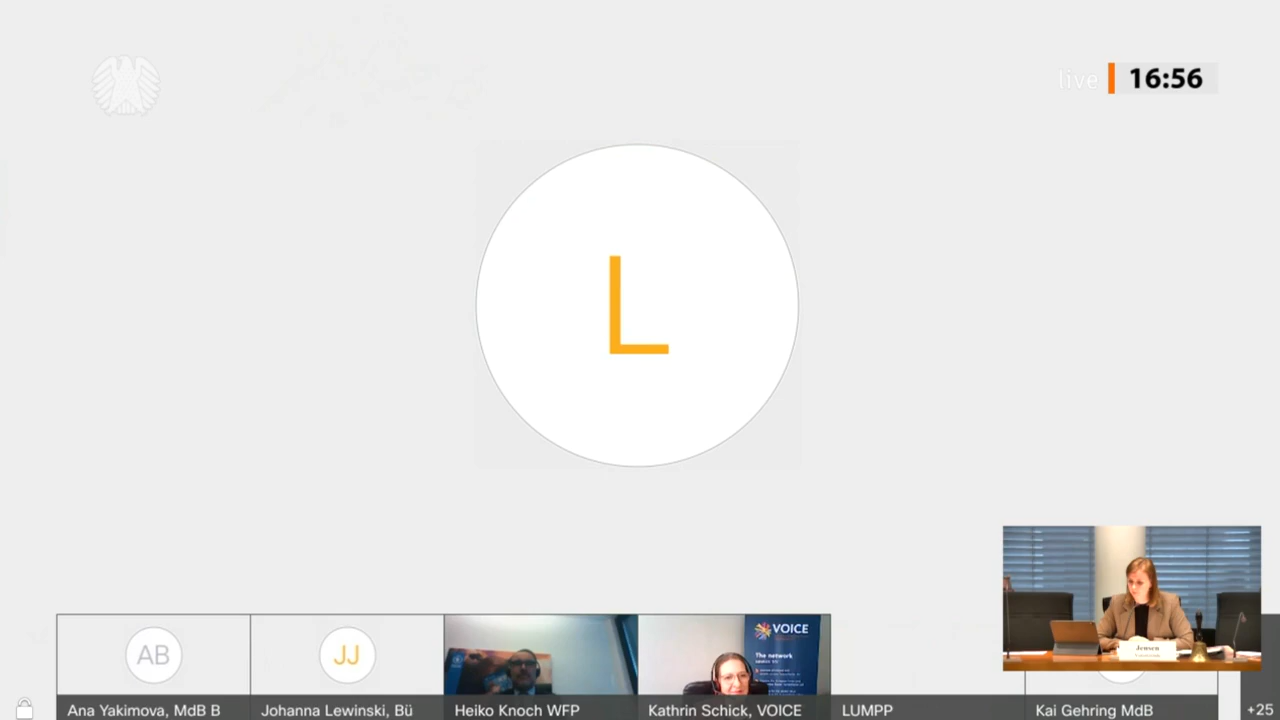 live 16:56
L
AB
JJ
VOICE
The network
Jensen
Ana Yakimova, MdB B
Johanna Lewinski, Bü
Heiko Knoch WFP
Kathrin Schick, VOICE
LUMPP
Kai Gehring MdB
+25